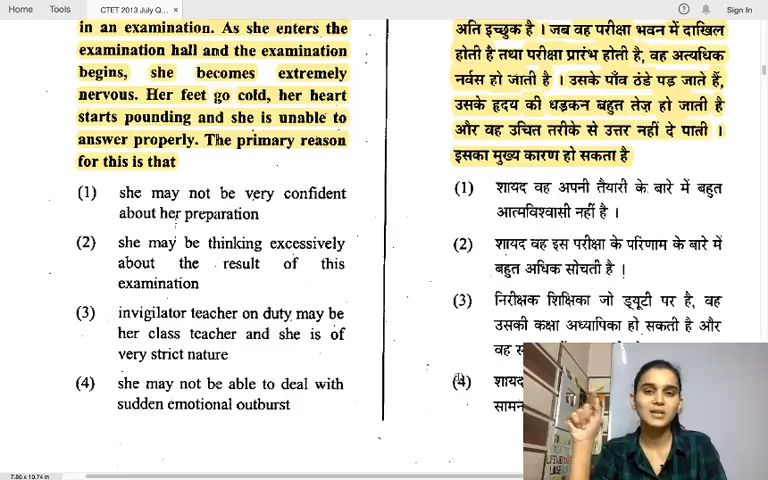 Home Tools CTET 2013 July Q... × Sign In
in an examination. As she enters the
examination hall and the examination
begins, she becomes extremely
nervous. Her feet go cold, her heart
starts pounding and she is unable to
answer properly. The primary reason
for this is that
(1) she may not be very confident
about her preparation
(2) she may be thinking excessively
about the result of this
examination
(3) invigilator teacher on duty may be
her class teacher and she is of
very strict nature
(4) she may not be able to deal with
sudden emotional outburst
अति इच्छुक है । जब वह परीक्षा भवन में दाखिल
होती है तथा परीक्षा प्रारंभ होती है, वह अत्यधिक
नर्वस हो जाती है । उसके पाँव ठंडे पड़ जाते हैं,
उसके हृदय की धड़कन बहुत तेज़ हो जाती है
और वह उचित तरीके से उत्तर नहीं दे पाती ।
इसका मुख्य कारण हो सकता है
(1) शायद वह अपनी तैयारी के बारे में बहुत
आत्मविश्वासी नहीं है ।
(2) शायद वह इस परीक्षा के परिणाम के बारे में
बहुत अधिक सोचती है ।
(3) निरीक्षक शिक्षिका जो ड्यूटी पर है, वह
उसकी कक्षा अध्यापिका हो सकती है और
वह
(4) शायद
7.86 x 10.74 in